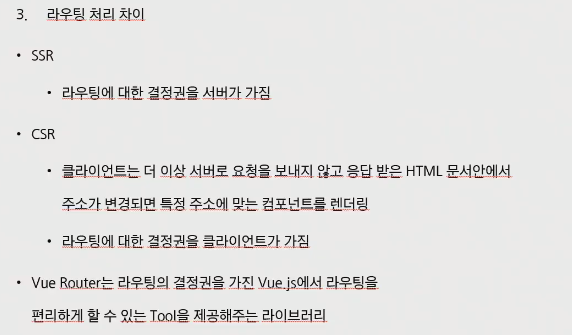 3. 라우팅 처리 차이
• SSR
• 라우팅에 대한 결정권을 서버가 가짐
• CSR
• 클라이언트는 더 이상 서버로 요청을 보내지 않고 응답 받은 HTML 문서안에서
주소가 변경되면 특정 주소에 맞는 컴포넌트를 렌더링
• 라우팅에 대한 결정권을 클라이언트가 가짐
• Vue Router는 라우팅의 결정권을 가진 Vue.js에서 라우팅을
편리하게 할 수 있는 Tool을 제공해주는 라이브러리